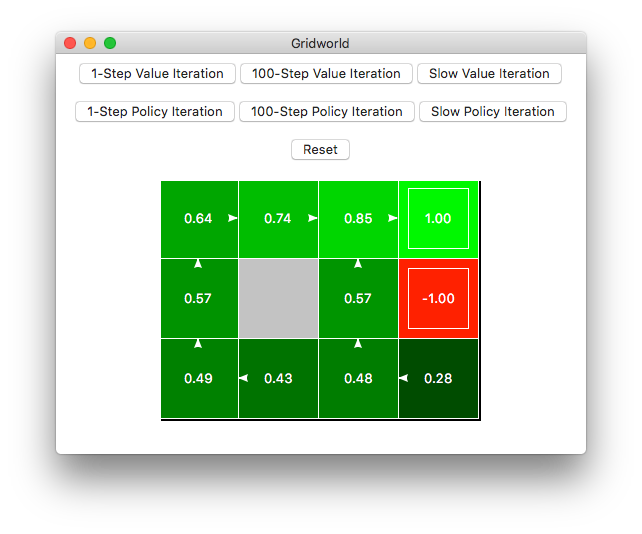 Gridworld
1-Step Value Iteration 100-Step Value Iteration Slow Value Iteration
1-Step Policy Iteration 100-Step Policy Iteration Slow Policy Iteration
Reset
0.64 0.74 0.85 1.00
0.57 0.57 -1.00
0.49 0.43 0.48 0.28